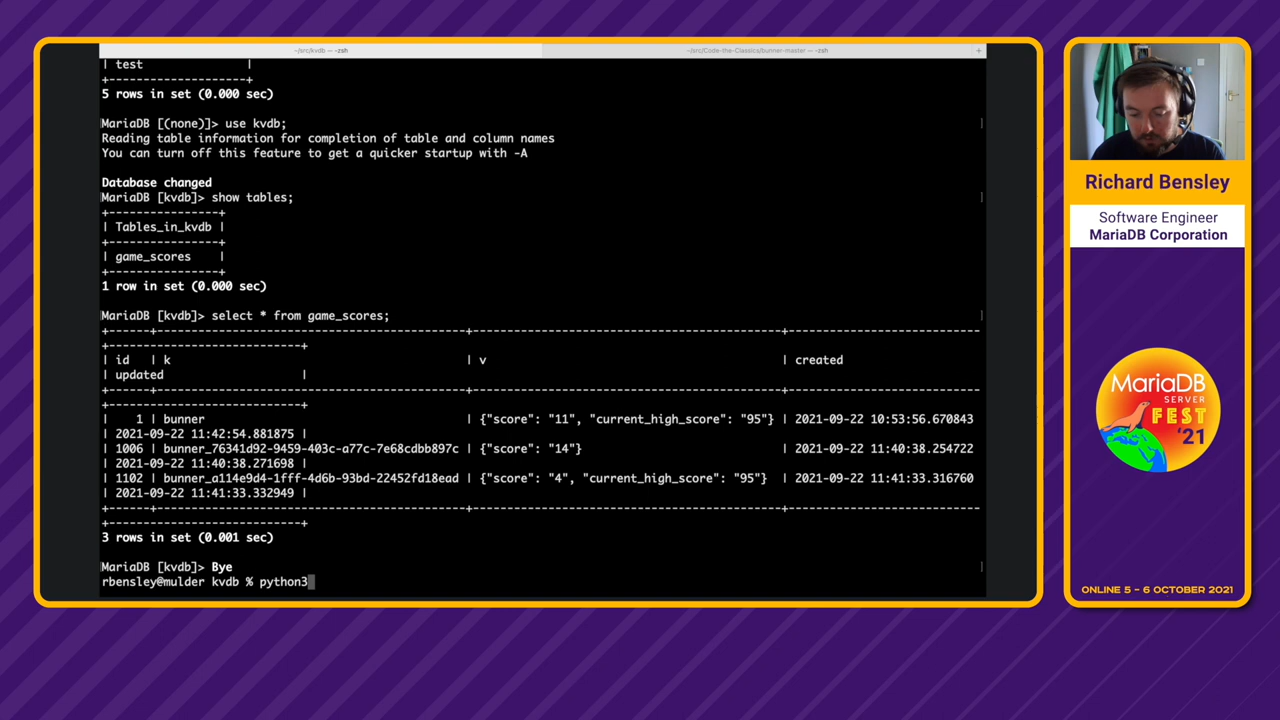 ~/src/kvdb — -zsh
~/src/Code-the-Classics/bunner-master — -zsh
+
| test                |
+---------------------+
5 rows in set (0.000 sec)
MariaDB [(none)]> use kvdb;
Reading table information for completion of table and column names
You can turn off this feature to get a quicker startup with -A
Database changed
MariaDB [kvdb]> show tables;
+----------------+
| Tables_in_kvdb |
+----------------+
| game_scores    |
+----------------+
1 row in set (0.000 sec)
MariaDB [kvdb]> select * from game_scores;
+------+---------------------------------------------+---------------------------------------------+----------------------------
+----------------------------+
| id   | k                                           | v                                           | created
| updated                    |
+------+---------------------------------------------+---------------------------------------------+----------------------------
+----------------------------+
|    1 | bunner                                      | {"score": "11", "current_high_score": "95"} | 2021-09-22 10:53:56.670843
| 2021-09-22 11:42:54.881875 |
| 1006 | bunner_76341d92-9459-403c-a77c-7e68cdbb897c | {"score": "14"}                             | 2021-09-22 11:40:38.254722
| 2021-09-22 11:40:38.271698 |
| 1102 | bunner_a114e9d4-1fff-4d6b-93bd-22452fd18ead | {"score": "4", "current_high_score": "95"}  | 2021-09-22 11:41:33.316760
| 2021-09-22 11:41:33.332949 |
+------+---------------------------------------------+---------------------------------------------+----------------------------
+----------------------------+
3 rows in set (0.001 sec)
MariaDB [kvdb]> Bye
rbensley@mulder kvdb % python3
Richard Bensley
Software Engineer
MariaDB Corporation
MariaDB
SERVER
FEST
'21
ONLINE 5 – 6 OCTOBER 2021